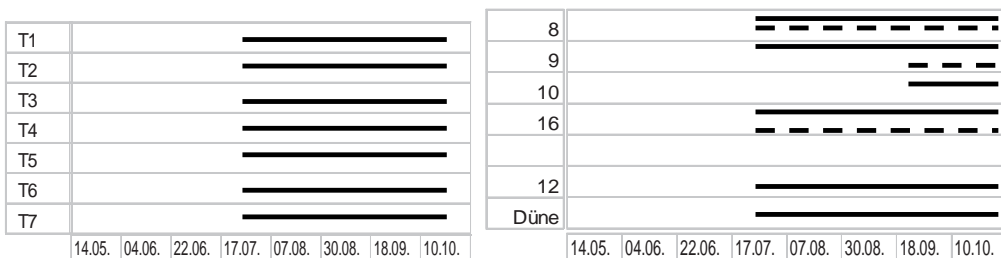 T1
T2
T3
T4
T5
T6
T7
14.05. 04.06. 22.06. 17.07. 07.08. 30.08. 18.09. 10.10.
8
9
10
16
12
Düne
14.05. 04.06. 22.06. 17.07. 07.08. 30.08. 18.09. 10.10.